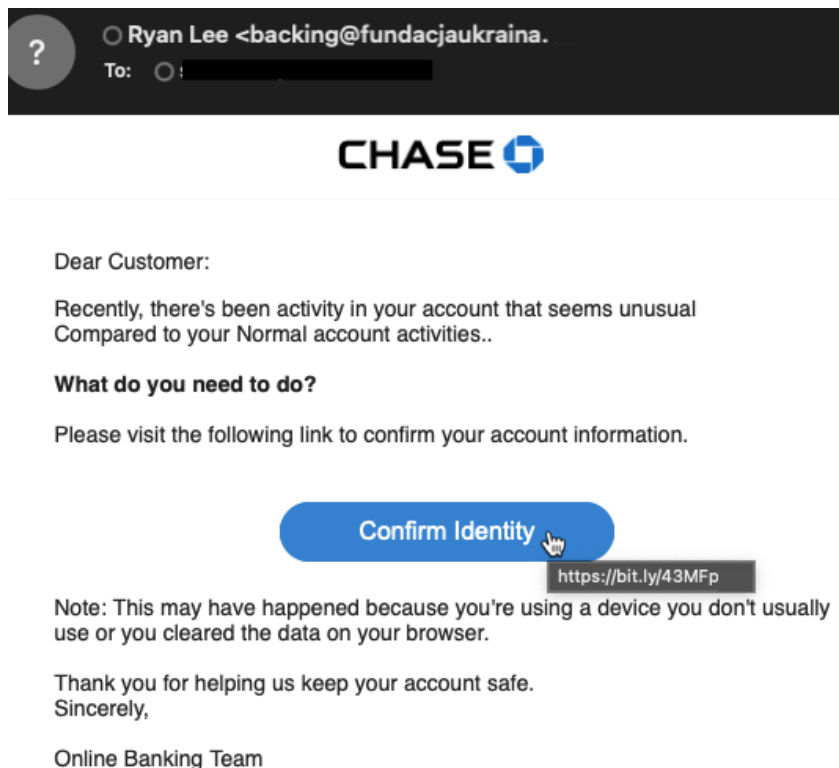 ?
Ryan Lee <backing@fundacjaukraina.
To:
CHASE
Dear Customer:
Recently, there's been activity in your account that seems unusual
Compared to your Normal account activities..
What do you need to do?
Please visit the following link to confirm your account information.
Confirm Identity
https://bit.ly/43MFp
Note: This may have happened because you're using a device you don't usually
use or you cleared the data on your browser.
Thank you for helping us keep your account safe.
Sincerely,
Online Banking Team